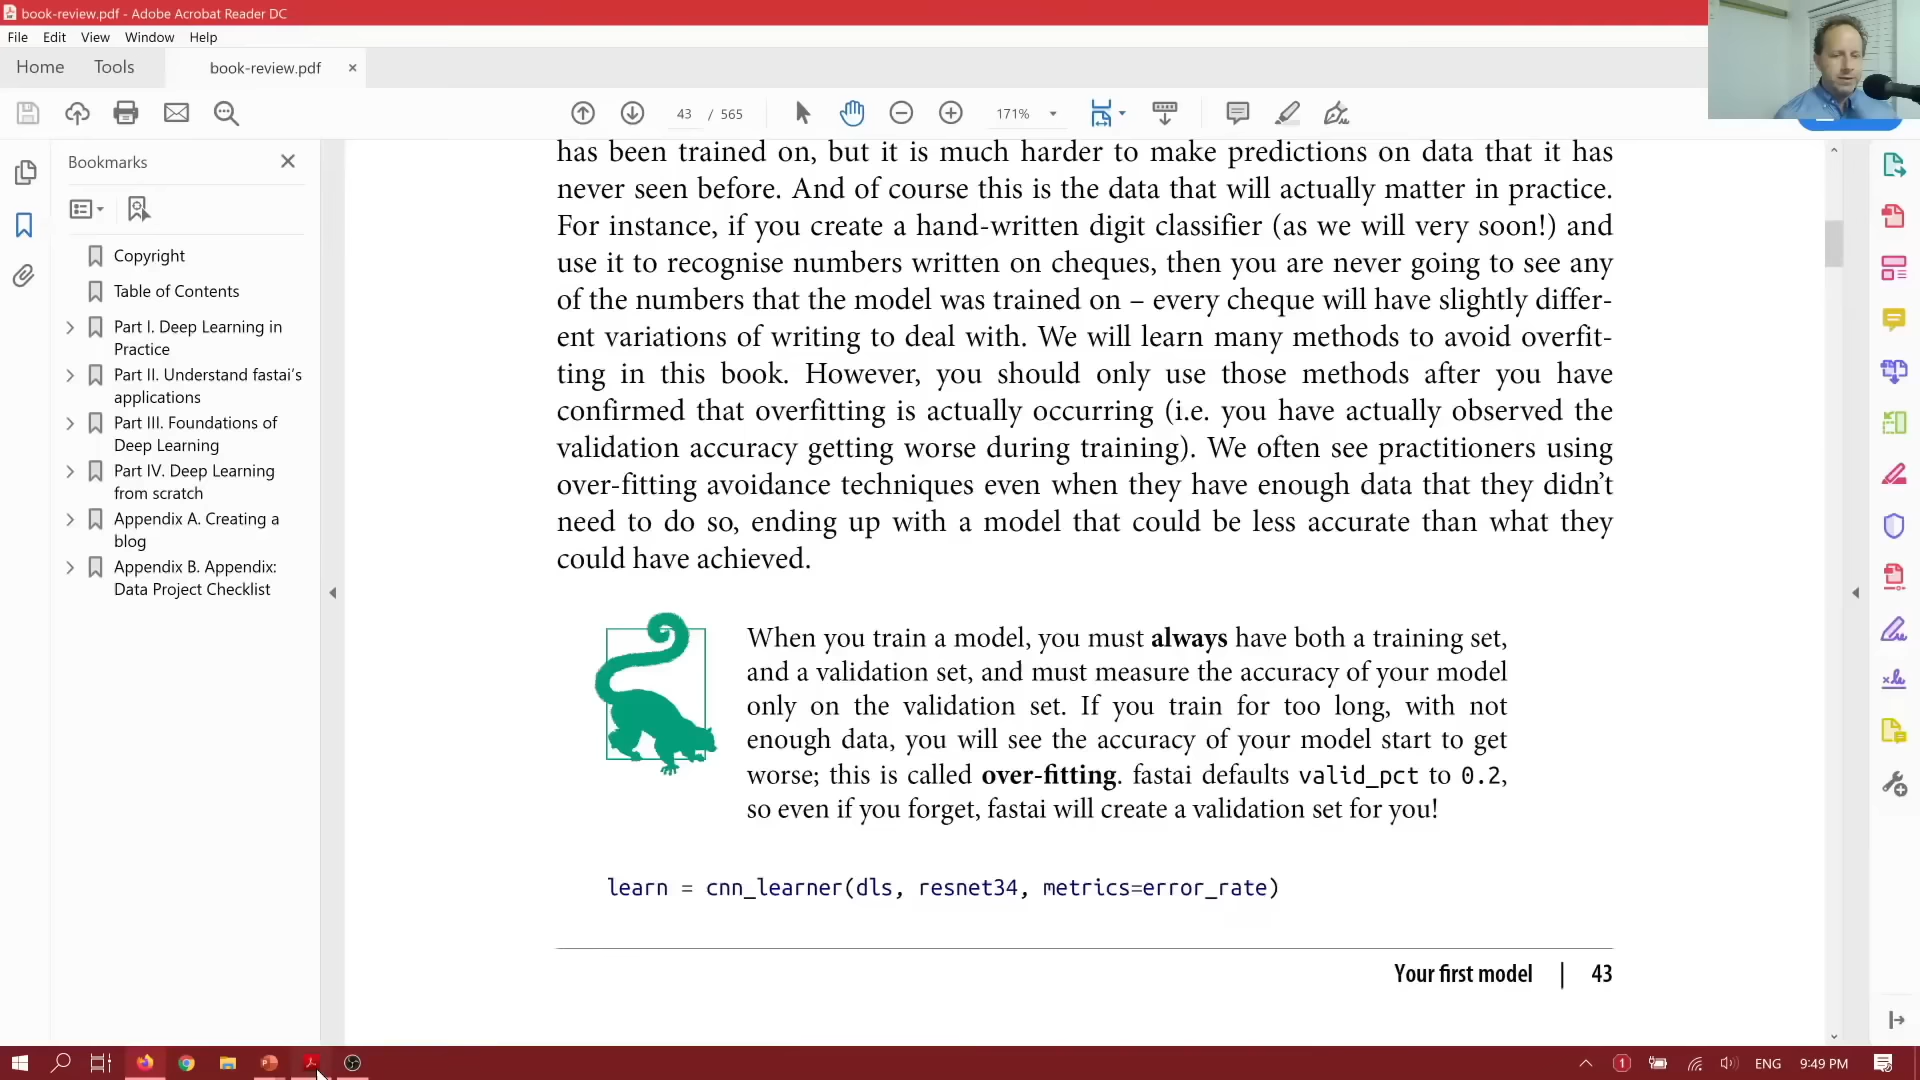 book-review.pdf - Adobe Acrobat Reader DC
File Edit View Window Help
Home Tools book-review.pdf
43 / 565 171%
Bookmarks
Copyright
Table of Contents
Part I. Deep Learning in
Practice
Part II. Understand fastai's
applications
Part III. Foundations of
Deep Learning
Part IV. Deep Learning
from scratch
Appendix A. Creating a
blog
Appendix B. Appendix:
Data Project Checklist
has been trained on, but it is much harder to make predictions on data that it has
never seen before. And of course this is the data that will actually matter in practice.
For instance, if you create a hand-written digit classifier (as we will very soon!) and
use it to recognise numbers written on cheques, then you are never going to see any
of the numbers that the model was trained on – every cheque will have slightly differ-
ent variations of writing to deal with. We will learn many methods to avoid overfit-
ting in this book. However, you should only use those methods after you have
confirmed that overfitting is actually occurring (i.e. you have actually observed the
validation accuracy getting worse during training). We often see practitioners using
over-fitting avoidance techniques even when they have enough data that they didn't
need to do so, ending up with a model that could be less accurate than what they
could have achieved.
When you train a model, you must always have both a training set,
and a validation set, and must measure the accuracy of your model
only on the validation set. If you train for too long, with not
enough data, you will see the accuracy of your model start to get
worse; this is called over-fitting. fastai defaults valid_pct to 0.2,
so even if you forget, fastai will create a validation set for you!
learn = cnn_learner(dls, resnet34, metrics=error_rate)
Your first model | 43
1 ENG 9:49 PM